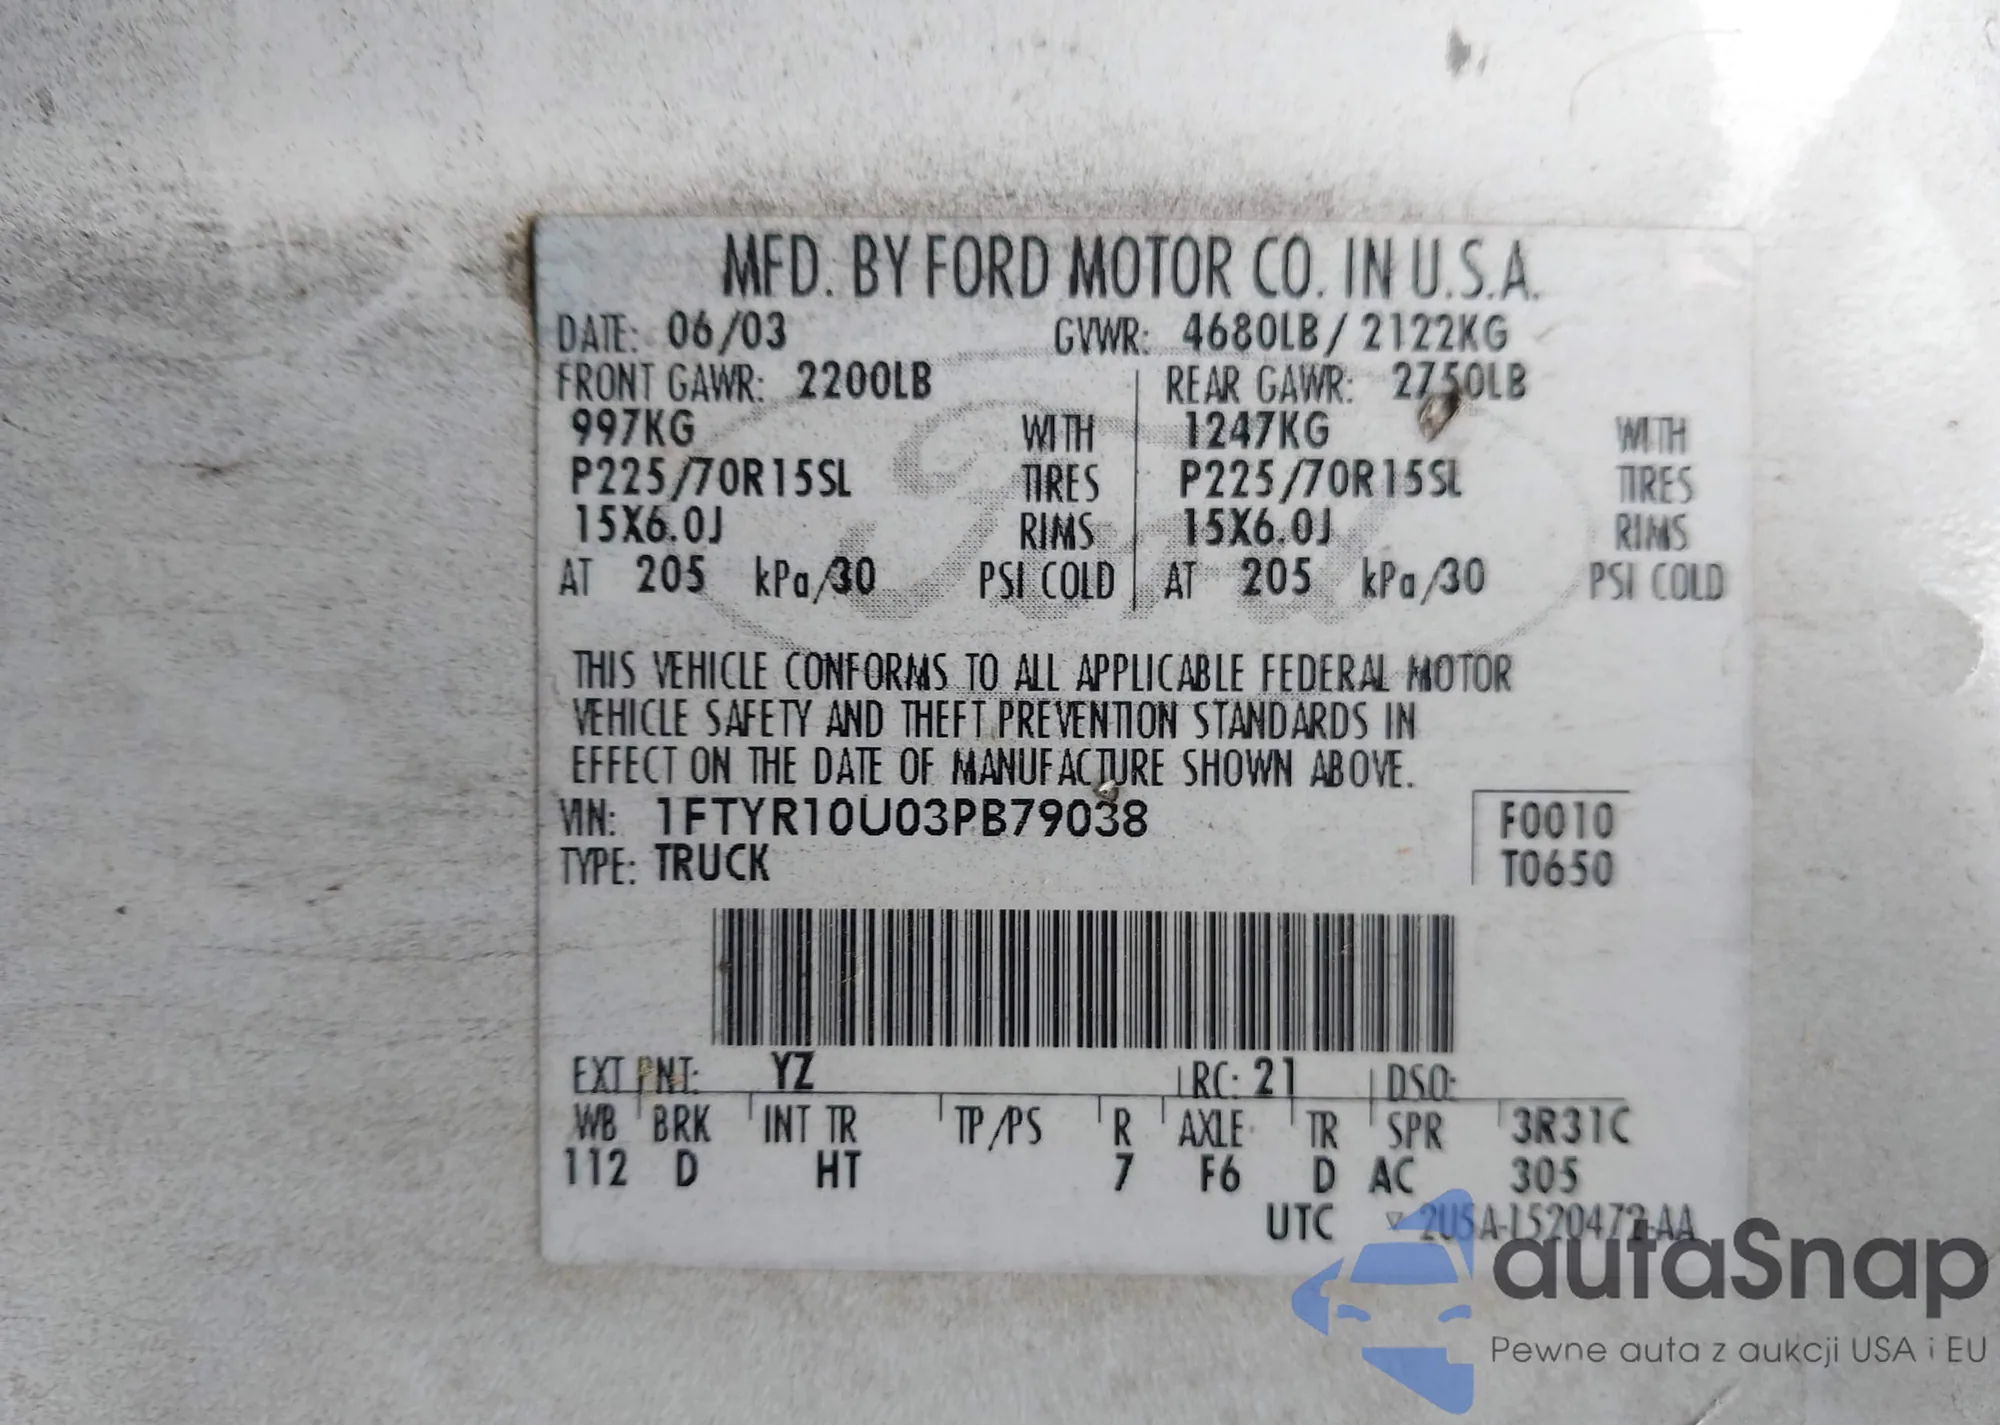 MFD. BY FORD MOTOR CO. IN U.S.A.
DATE: 06/03 GVWR: 4680LB / 2122KG
FRONT GAWR: 2200LB REAR GAWR: 2750LB
997KG WITH 1247KG WITH
P225/70R15SL TIRES P225/70R15SL TIRES
15X6.0J RIMS 15X6.0J RIMS
AT 205 kPa/30 PSI COLD AT 205 kPa/30 PSI COLD
THIS VEHICLE CONFORMS TO ALL APPLICABLE FEDERAL MOTOR
VEHICLE SAFETY AND THEFT PREVENTION STANDARDS IN
EFFECT ON THE DATE OF MANUFACTURE SHOWN ABOVE.
VIN: 1FTYR10U03PB79038 F0010
TYPE: TRUCK T0650
EXT PNT: YZ RC: 21 DSO:
WB BRK INT TR TP/PS R AXLE TR SPR 3R31C
112 D HT 7 F6 D AC 305
UTC ▽ 2U5A-1520472-AA
autaSnap
Pewne auta z aukcji USA i EU